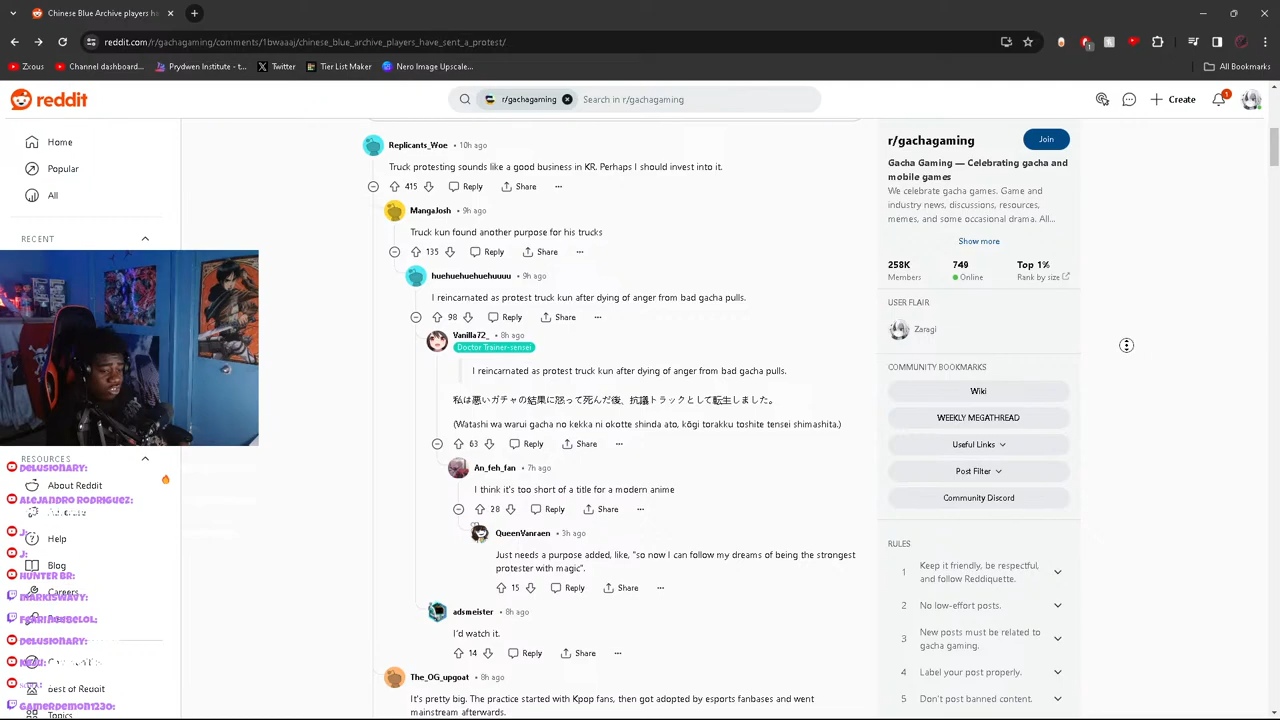 Chinese Blue Archive players ha
reddit.com/r/gachagaming/comments/1bwaaaj/chinese_blue_archive_players_have_sent_a_protest/
Zxous
Channel dashboard...
Prydwen Institute - t...
Twitter
Tier List Maker
Nero Image Upscale...
All Bookmarks
reddit
r/gachagaming
Search in r/gachagaming
Create
1
Home
Popular
All
RECENT
RESOURCES
About Reddit
Help
Blog
Careers
Best of Reddit
Topics
DELUSIONARY:
ALEJANDRO RODRIGUEZ:
J:
J:
HUNTER BR:
MARKISWAVY:
DELUSIONARY:
GAMERDEMON1230:
Replicants_Woe • 10h ago
Truck protesting sounds like a good business in KR. Perhaps I should invest into it.
415 Reply Share
MangaJosh • 9h ago
Truck kun found another purpose for his trucks
135 Reply Share
huehuehuehuehuuuu • 9h ago
I reincarnated as protest truck kun after dying of anger from bad gacha pulls.
98 Reply Share
Vanilla72_ • 8h ago
Doctor Trainer-sensei
I reincarnated as protest truck kun after dying of anger from bad gacha pulls.
私は悪いガチャの結果に怒って死んだ後、抗議トラックとして転生しました。
(Watashi wa warui gacha no kekka ni okotte shinda ato, kōgi torakku toshite tensei shimashita.)
63 Reply Share
An_feh_fan • 7h ago
I think it's too short of a title for a modern anime
28 Reply Share
QueenVanraen • 3h ago
Just needs a purpose added, like, "so now I can follow my dreams of being the strongest
protester with magic".
15 Reply Share
adsmeister • 8h ago
I'd watch it.
14 Reply Share
The_OG_upgoat • 8h ago
It's pretty big. The practice started with Kpop fans, then got adopted by esports fanbases and went
mainstream afterwards.
r/gachagaming
Join
Gacha Gaming — Celebrating gacha and
mobile games
We celebrate gacha games. Game and
industry news, discussions, resources,
memes, and some occasional drama. All...
Show more
258K 749 Top 1%
Members Online Rank by size
USER FLAIR
Zaragi
COMMUNITY BOOKMARKS
Wiki
WEEKLY MEGATHREAD
Useful Links
Post Filter
Community Discord
RULES
1 Keep it friendly, be respectful,
and follow Reddiquette.
2 No low-effort posts.
3 New posts must be related to
gacha gaming.
4 Label your post properly.
5 Don't post banned content.